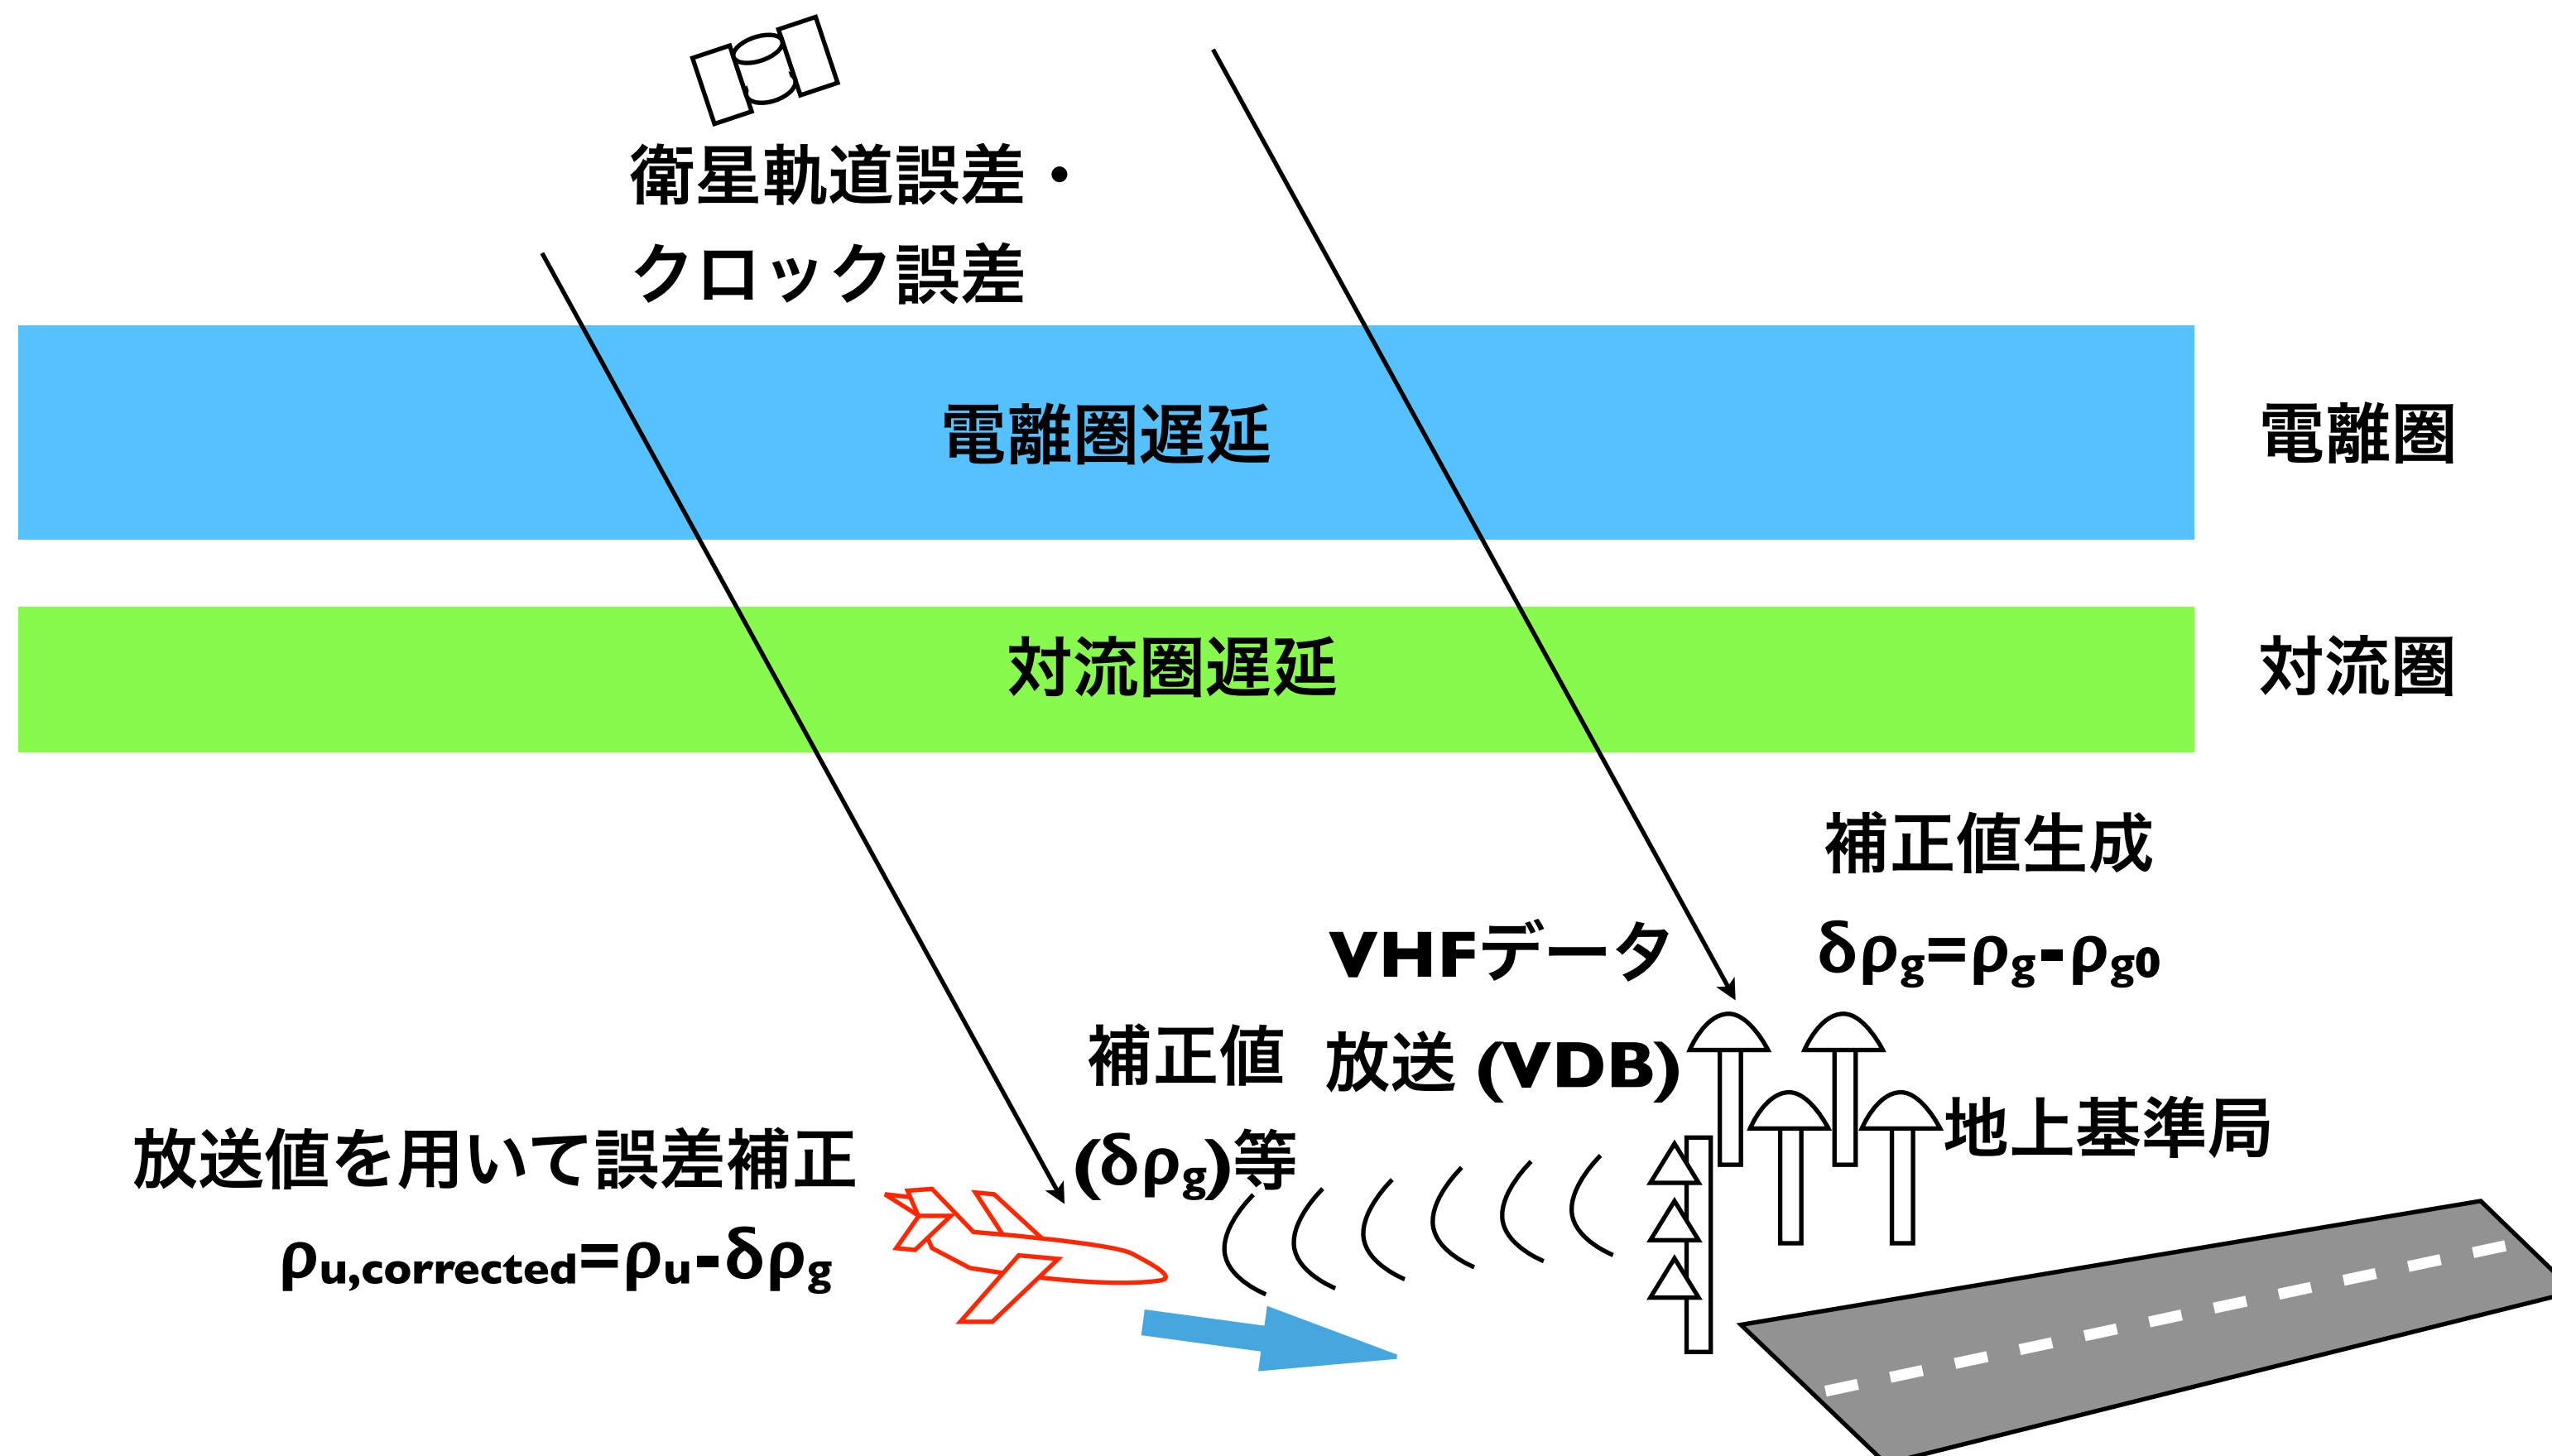 衛星軌道誤差・
クロック誤差
電離圏遅延
電離圏
対流圏遅延
対流圏
補正値生成
δρg=ρg-ρg0
VHFデータ
放送 (VDB)
補正値
(δρg)等
地上基準局
放送値を用いて誤差補正
ρu,corrected=ρu-δρg